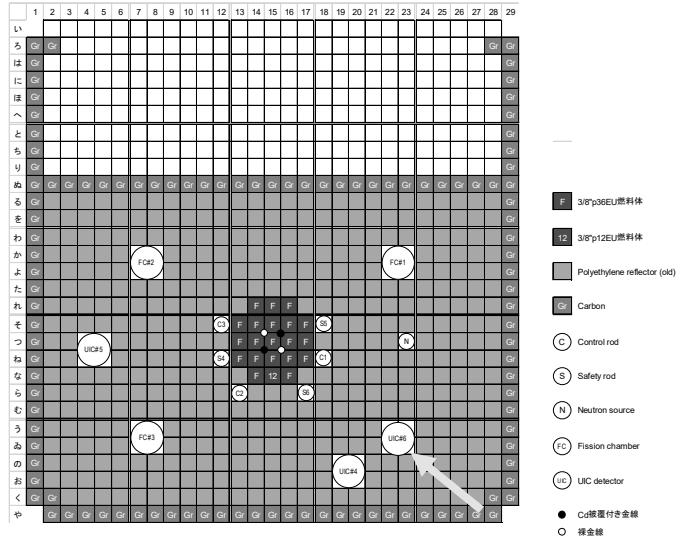 1 2 3 4 5 6 7 8 9 10 11 12 13 14 15 16 17 18 19 20 21 22 23 24 25 26 27 28 29
い
ろ Gr Gr Gr Gr
は Gr Gr
に Gr Gr
ほ Gr Gr
へ Gr Gr
と Gr Gr
ち Gr Gr
り Gr Gr
ぬ Gr Gr Gr Gr Gr Gr Gr Gr Gr Gr Gr Gr Gr Gr Gr Gr Gr Gr Gr Gr Gr Gr Gr Gr Gr Gr Gr Gr Gr
る Gr Gr
を Gr Gr
わ Gr Gr
か Gr Gr
FC#2 FC#1
よ Gr Gr
た Gr Gr
れ Gr F F F Gr
そ Gr C3 F F F F F S5 Gr
つ Gr F F F F F N Gr
UIC#5
ね Gr S4 F F F F F C1 Gr
な Gr F 12 F Gr
ら Gr C2 S6 Gr
む Gr Gr
う Gr Gr
FC#3 UIC#6
ゐ Gr Gr
の Gr Gr
UIC#4
お Gr Gr
く Gr Gr Gr Gr
や Gr Gr Gr Gr Gr Gr Gr Gr Gr Gr Gr Gr Gr Gr Gr Gr Gr Gr Gr Gr Gr Gr Gr Gr Gr Gr Gr
F 3/8"p36EU燃料体
12 3/8"p12EU燃料体
Polyethylene reflector (old)
Gr Carbon
C Control rod
S Safety rod
N Neutron source
FC Fission chamber
UIC UIC detector
Cd被覆付き金線
裸金線